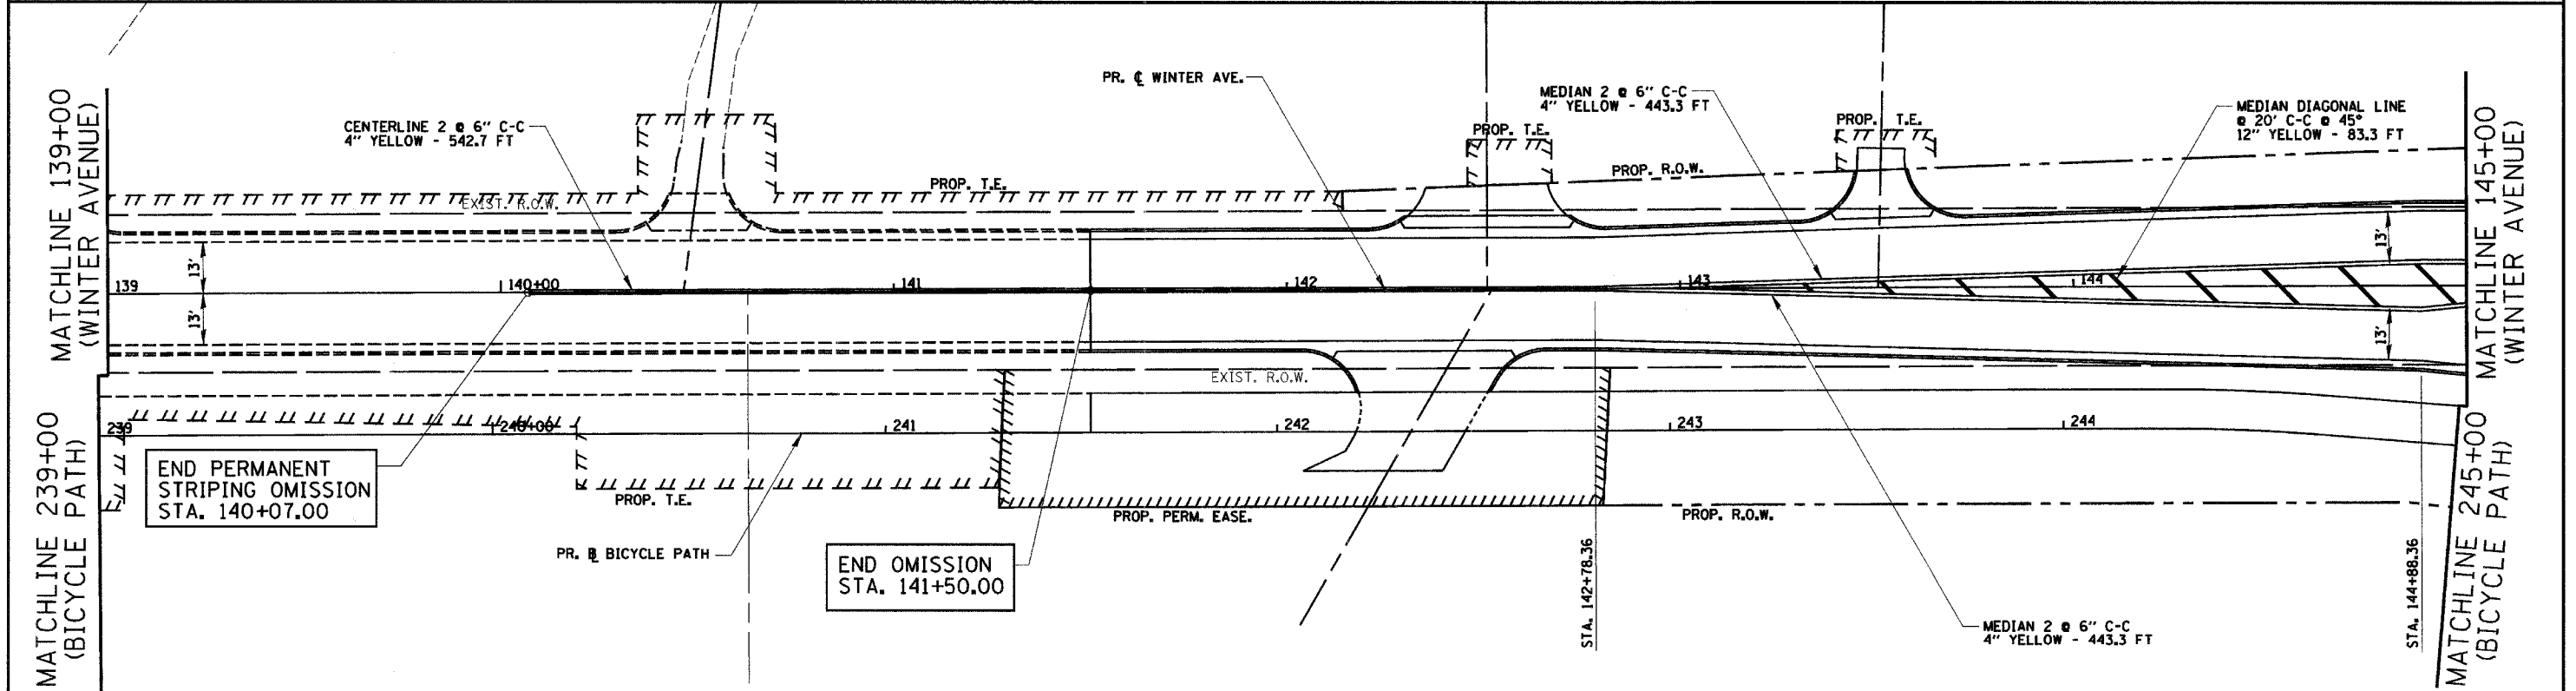 MATCHLINE 139+00
(WINTER AVENUE)
CENTERLINE 2 @ 6" C-C
4" YELLOW - 542.7 FT
PR. ℄ WINTER AVE.
MEDIAN 2 @ 6" C-C
4" YELLOW - 443.3 FT
MEDIAN DIAGONAL LINE
@ 20' C-C @ 45°
12" YELLOW - 83.3 FT
MATCHLINE 145+00
(WINTER AVENUE)
PROP. T.E.
PROP. T.E.
PROP. T.E.
PROP. R.O.W.
EXIST. R.O.W.
13'
13'
13'
13'
139
140+00
141
142
143
144
EXIST. R.O.W.
239
240+00
241
242
243
244
MATCHLINE 239+00
(BICYCLE PATH)
END PERMANENT
STRIPING OMISSION
STA. 140+07.00
PROP. T.E.
PR. B BICYCLE PATH
END OMISSION
STA. 141+50.00
PROP. PERM. EASE.
PROP. R.O.W.
STA. 142+78.36
MEDIAN 2 @ 6" C-C
4" YELLOW - 443.3 FT
STA. 144+88.36
MATCHLINE 245+00
(BICYCLE PATH)